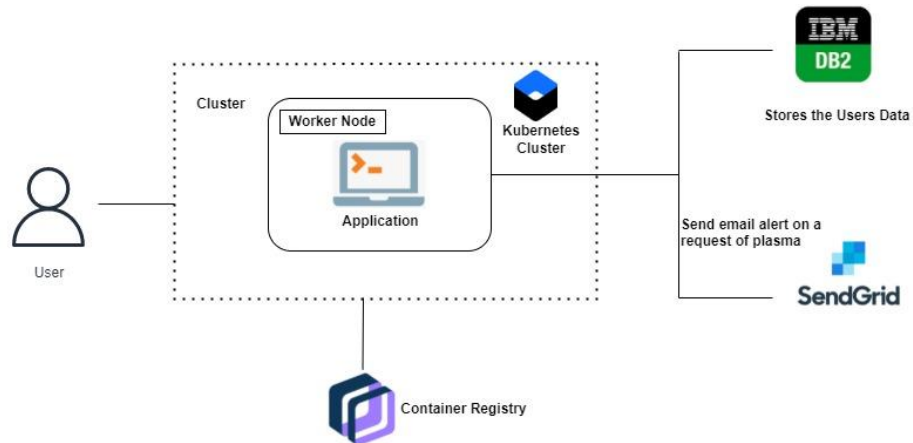 IBM
DB2
Stores the Users Data
Cluster
Worker Node
Kubernetes
Cluster
Application
User
Send email alert on a
request of plasma
SendGrid
Container Registry